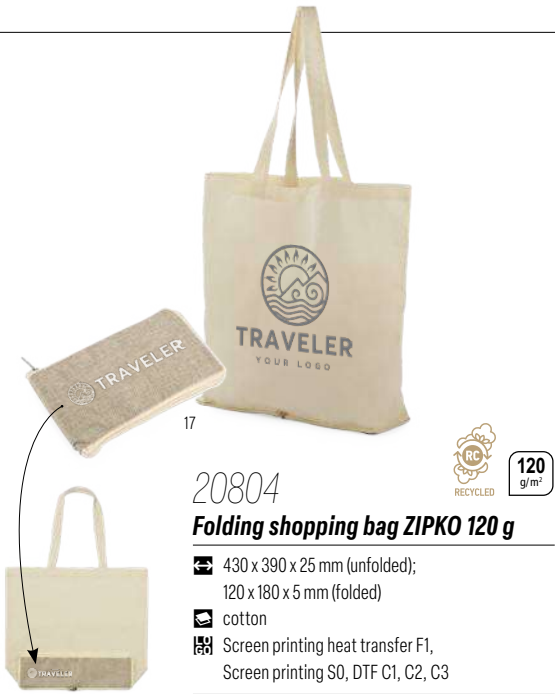 TRAVELER
YOUR LOGO
TRAVELER
17
RC
RECYCLED
120
g/m²
20804
Folding shopping bag ZIPKO 120 g
430 x 390 x 25 mm (unfolded);
120 x 180 x 5 mm (folded)
cotton
LO
GO
Screen printing heat transfer F1,
Screen printing S0, DTF C1, C2, C3
TRAVELER